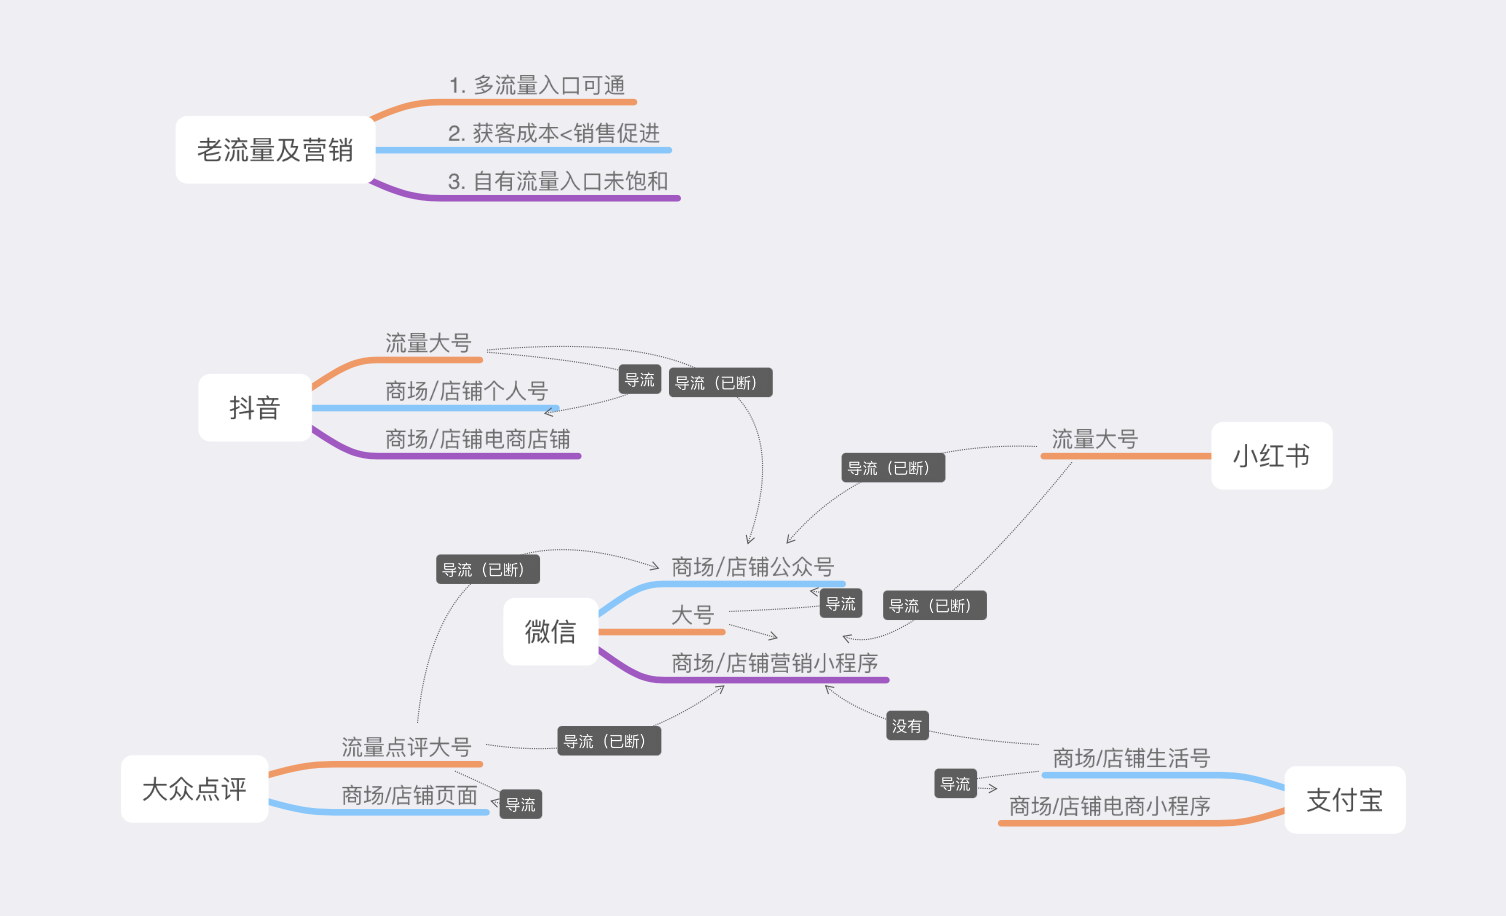 老流量及营销
1. 多流量入口可通
2. 获客成本<销售促进
3. 自有流量入口未饱和
抖音
流量大号
商场/店铺个人号
商场/店铺电商店铺
导流
导流（已断）
流量大号
小红书
导流（已断）
导流（已断）
商场/店铺公众号
导流
微信
大号
导流（已断）
商场/店铺营销小程序
没有
导流（已断）
流量点评大号
大众点评
商场/店铺页面
导流
商场/店铺生活号
导流
支付宝
商场/店铺电商小程序